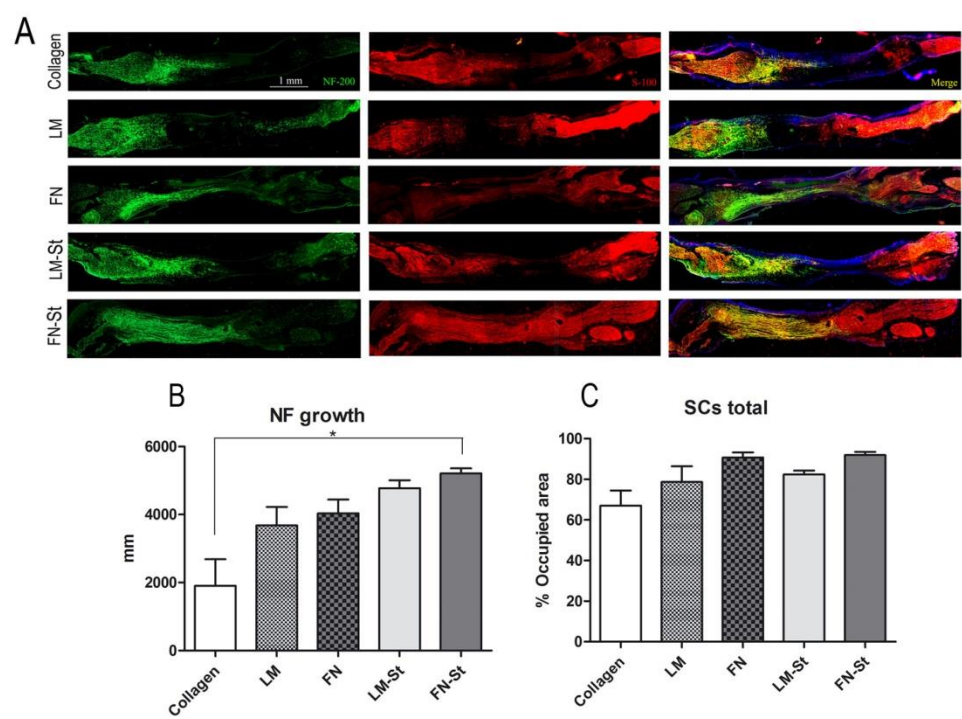 A
Collagen
NF-200
1 mm
S-100
Merge
LM
FN
LM-St
FN-St
B
NF growth
*
6000
4000
2000
0
mm
Collagen
LM
FN
LM-St
FN-St
C
SCs total
100
80
60
40
20
0
% Occupied area
Collagen
LM
FN
LM-St
FN-St